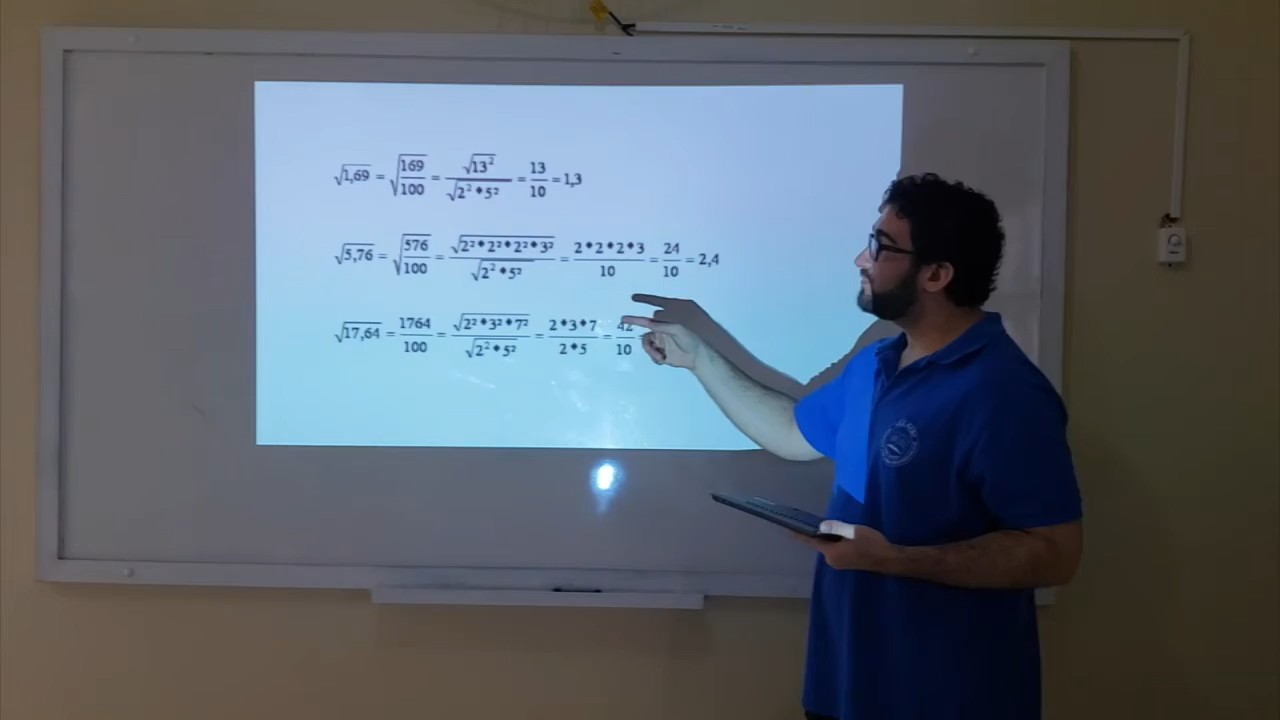 √1,69 = √(169/100) = √13²/√(2² * 5²) = 13/10 = 1,3
√5,76 = √(576/100) = √(2² * 2² * 2² * 3²)/√(2² * 5²) = (2 * 2 * 2 * 3)/10 = 24/10 = 2,4
√17,64 = 1764/100 = √(2² * 3² * 7²)/√(2² * 5²) = (2 * 3 * 7)/(2 * 5) = 42/10